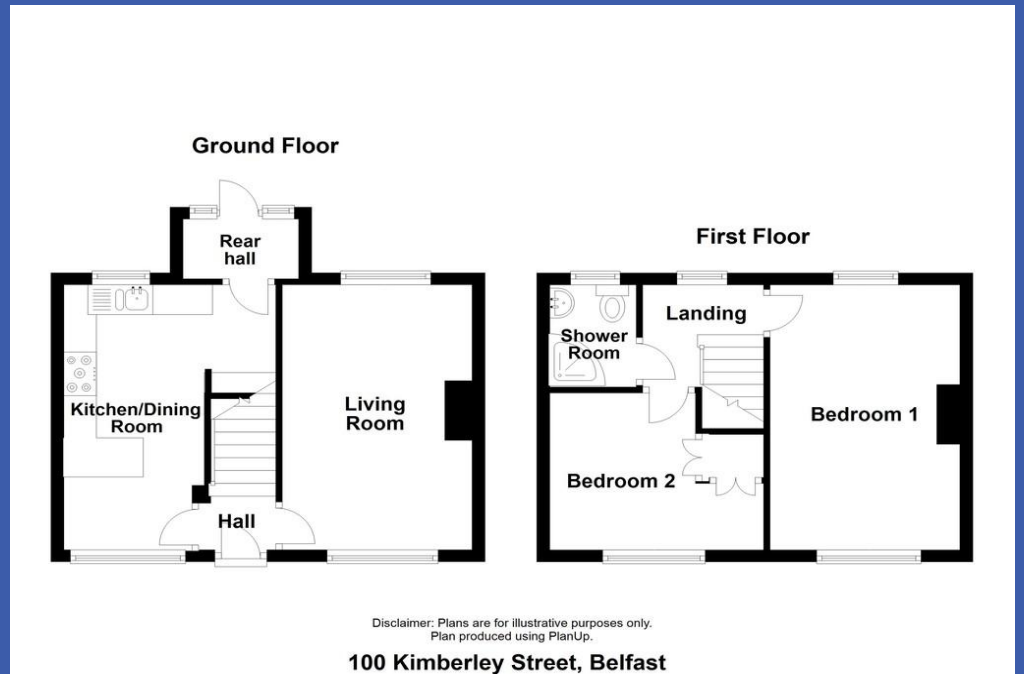 Ground Floor
Rear
hall
Kitchen/Dining
Room
Living
Room
Hall
First Floor
Landing
Shower
Room
Bedroom 1
Bedroom 2
Disclaimer: Plans are for illustrative purposes only.
Plan produced using PlanUp.
100 Kimberley Street, Belfast